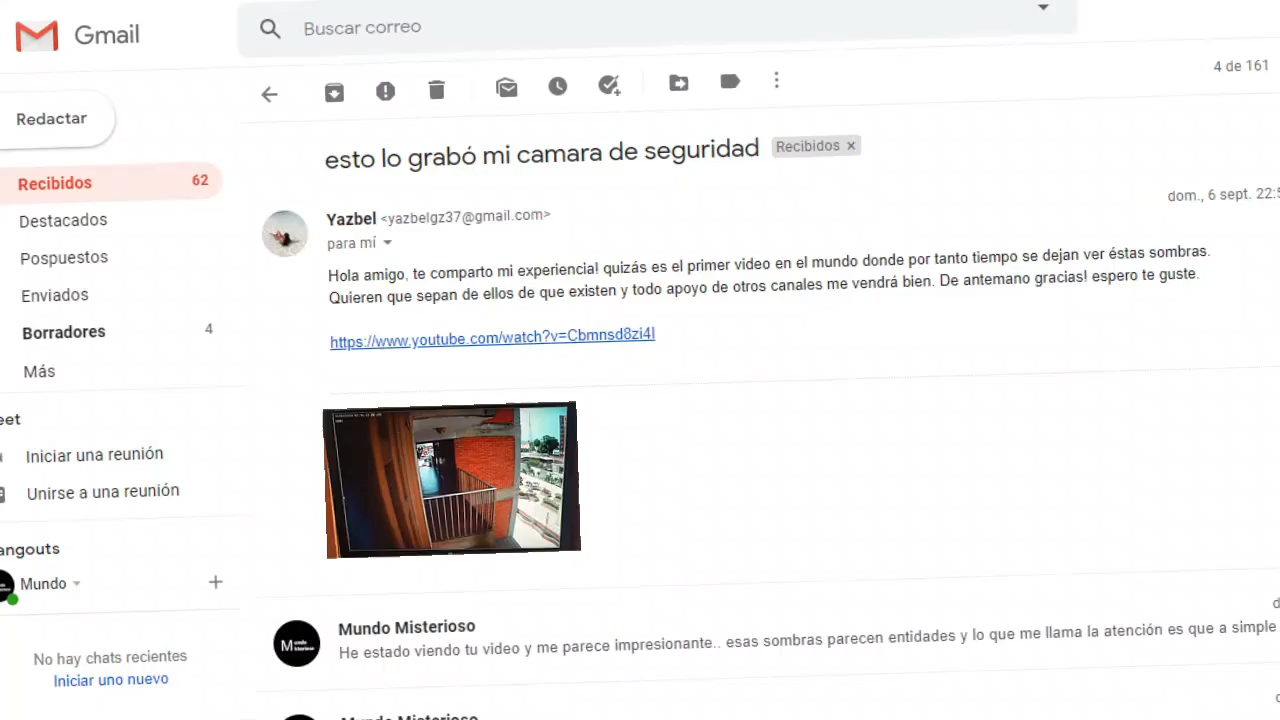 Gmail
Buscar correo
4 de 161
Redactar
esto lo grabó mi camara de seguridad
Recibidos ×
Recibidos 62
Destacados
Pospuestos
Enviados
Borradores 4
Más
Yazbel <yazbelgz37@gmail.com>
dom., 6 sept. 22:5
para mí
Hola amigo, te comparto mi experiencia! quizás es el primer video en el mundo donde por tanto tiempo se dejan ver éstas sombras.
Quieren que sepan de ellos de que existen y todo apoyo de otros canales me vendrá bien. De antemano gracias! espero te guste.
https://www.youtube.com/watch?v=Cbmnsd8zi4I
eet
Iniciar una reunión
Unirse a una reunión
angouts
Mundo
No hay chats recientes
Iniciar uno nuevo
Mundo Misterioso
He estado viendo tu video y me parece impresionante.. esas sombras parecen entidades y lo que me llama la atención es que a simple
Mundo Misterioso